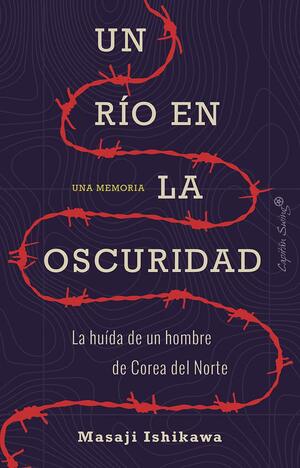 UN
RÍO EN
UNA MEMORIA
LA
OSCURIDAD
Capitán Swing
La huída de un hombre
de Corea del Norte
Masaji Ishikawa